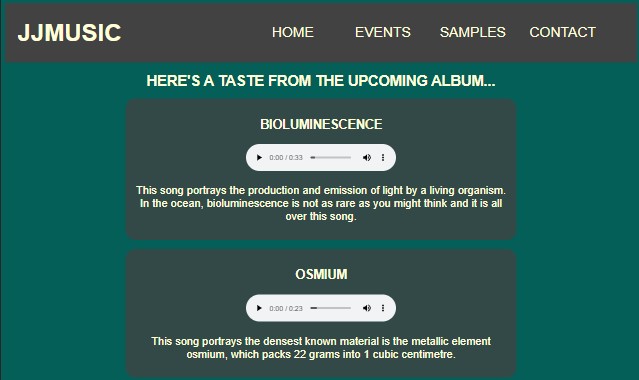 JJMUSIC
HOME EVENTS SAMPLES CONTACT
HERE'S A TASTE FROM THE UPCOMING ALBUM...
BIOLUMINESCENCE
0:00 / 0:33
This song portrays the production and emission of light by a living organism.
In the ocean, bioluminescence is not as rare as you might think and it is all
over this song.
OSMIUM
0:00 / 0:23
This song portrays the densest known material is the metallic element
osmium, which packs 22 grams into 1 cubic centimetre.